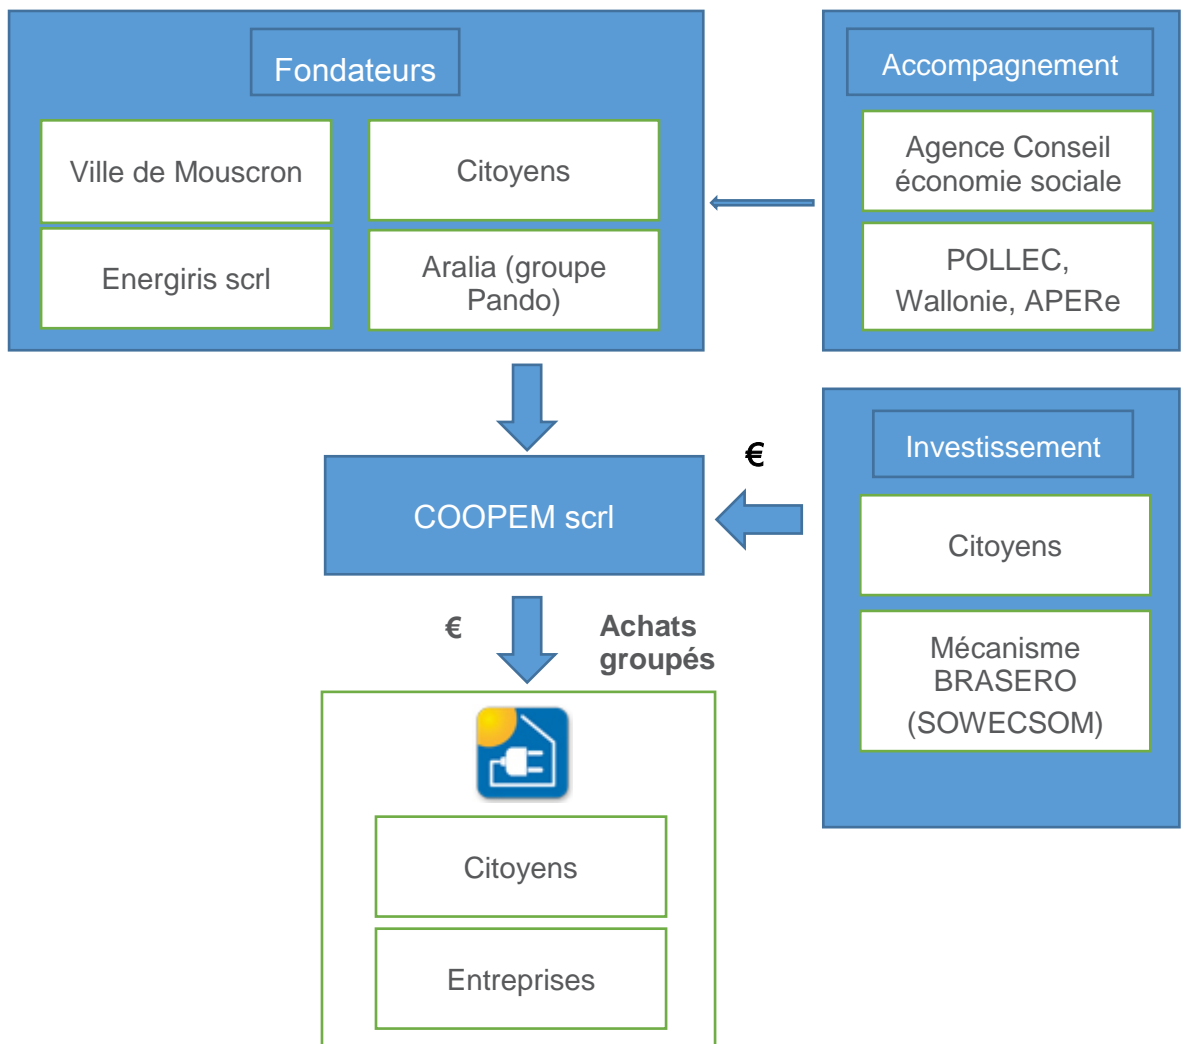 Fondateurs
Ville de Mouscron
Citoyens
Energiris scrl
Aralia (groupe
Pando)
Accompagnement
Agence Conseil
économie sociale
POLLEC,
Wallonie, APERe
COOPEM scrl
€
Investissement
Citoyens
Mécanisme
BRASERO
(SOWECSOM)
€
Achats
groupés
Citoyens
Entreprises